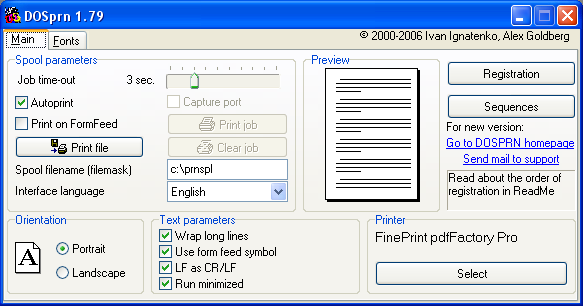 DOSprn 1.79
Main
Fonts
© 2000-2006 Ivan Ignatenko, Alex Goldberg
Spool parameters
Job time-out 3 sec.
Autoprint
Capture port
Print on FormFeed
Print job
Print file
Clear job
Spool filename (filemask) c:\prnspl
Interface language English
Preview
Registration
Sequences
For new version:
Go to DOSPRN homepage
Send mail to support
Read about the order of
registration in ReadMe
Orientation
A
Portrait
Landscape
Text parameters
Wrap long lines
Use form feed symbol
LF as CR/LF
Run minimized
Printer
FinePrint pdfFactory Pro
Select